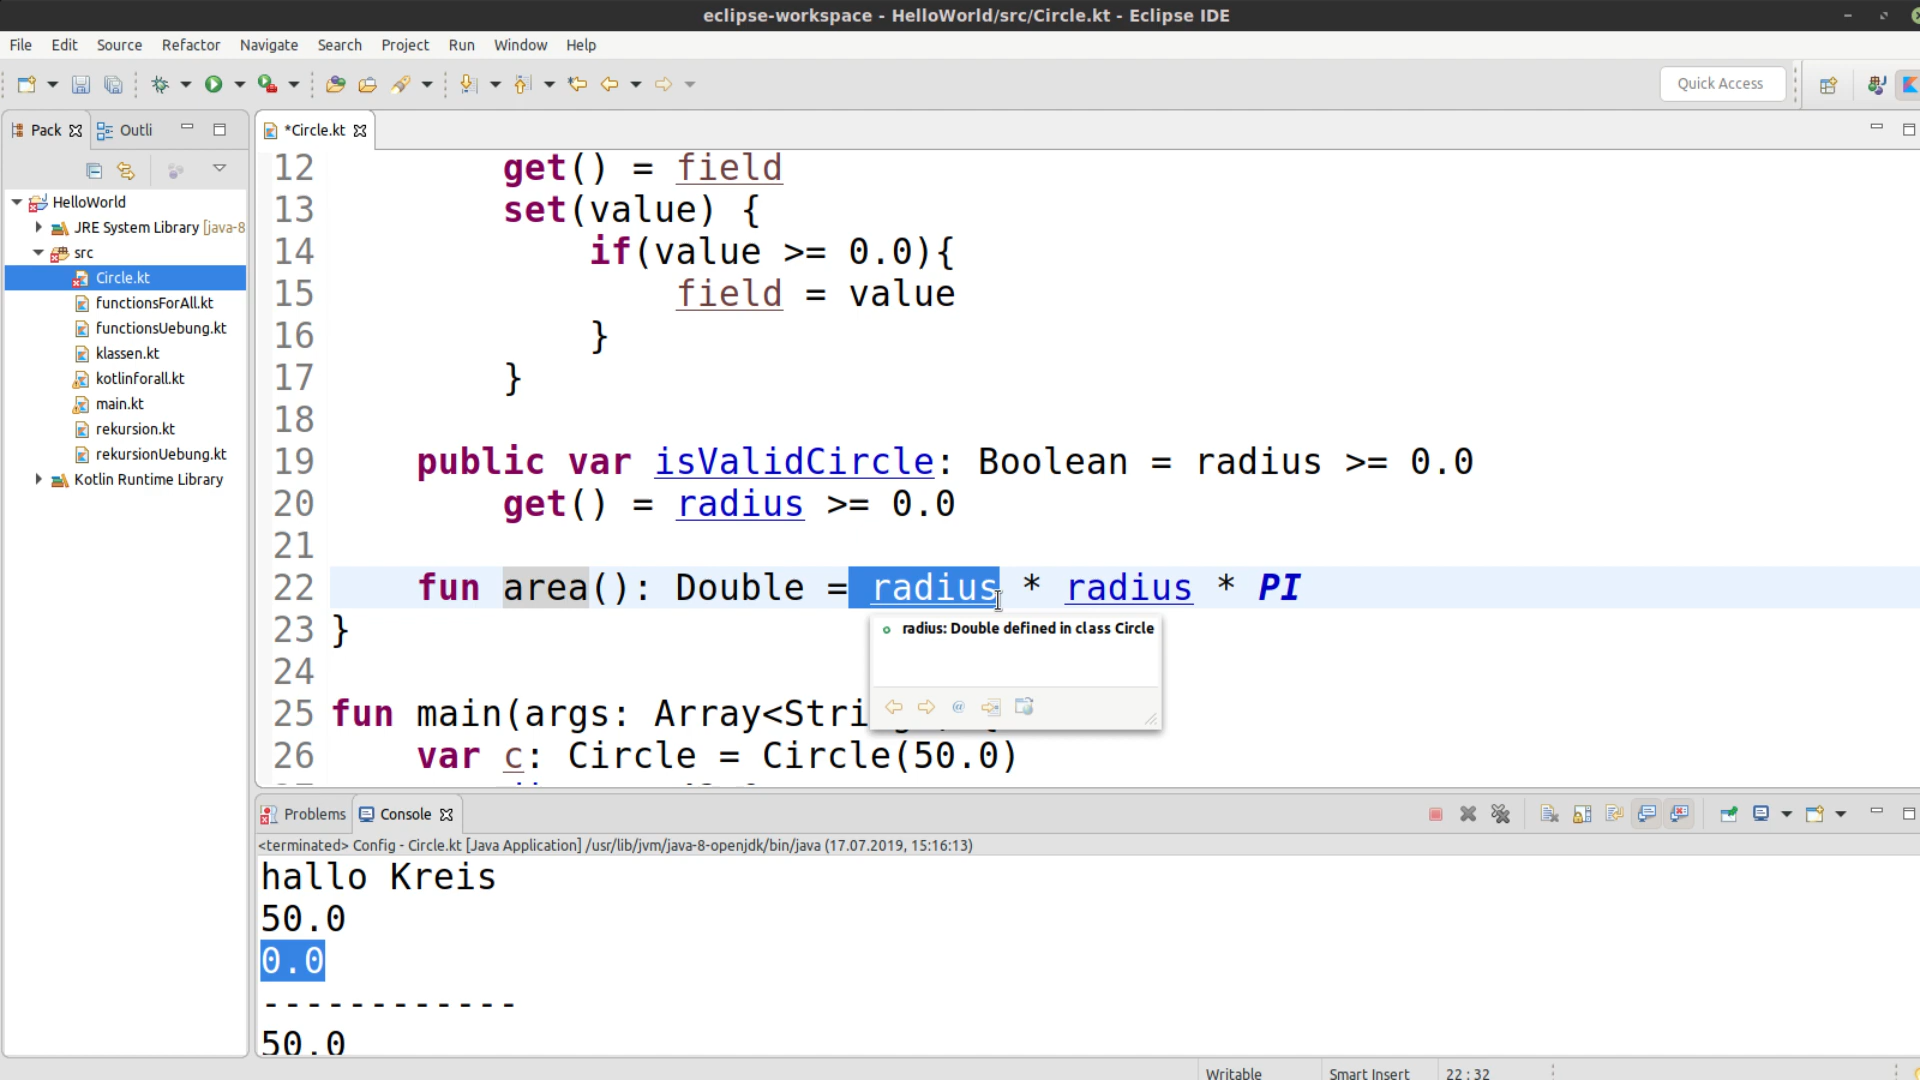 eclipse-workspace - HelloWorld/src/Circle.kt - Eclipse IDE
File Edit Source Refactor Navigate Search Project Run Window Help
Quick Access
Pack Outli
*Circle.kt
HelloWorld
JRE System Library [java-8
src
Circle.kt
functionsForAll.kt
functionsUebung.kt
klassen.kt
kotlinforall.kt
main.kt
rekursion.kt
rekursionUebung.kt
Kotlin Runtime Library
12 get() = field
13 set(value) {
14 if(value >= 0.0){
15 field = value
16 }
17 }
18
19 public var isValidCircle: Boolean = radius >= 0.0
20 get() = radius >= 0.0
21
22 fun area(): Double = radius * radius * PI
23 }
radius: Double defined in class Circle
24
25 fun main(args: Array<Stri
26 var c: Circle = Circle(50.0)
Problems Console
<terminated> Config - Circle.kt [Java Application] /usr/lib/jvm/java-8-openjdk/bin/java (17.07.2019, 15:16:13)
hallo Kreis
50.0
0.0
------------
50.0
Writable Smart Insert 22 : 32